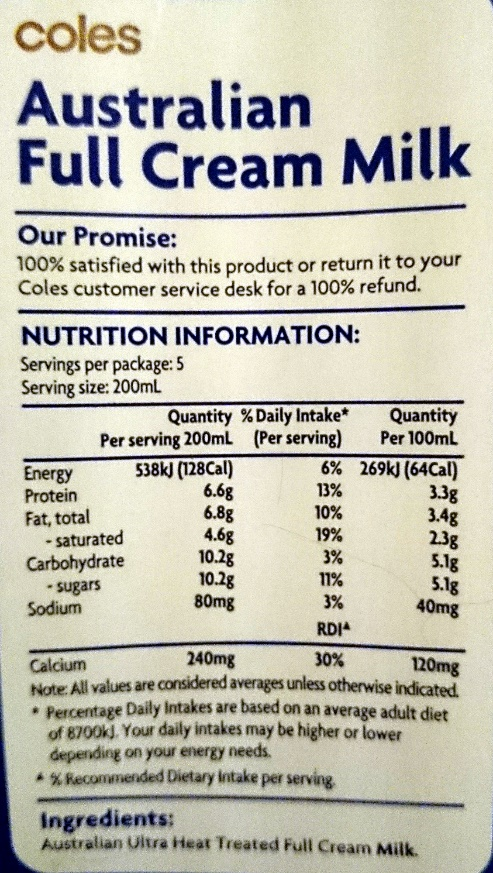 coles
Australian
Full Cream Milk
Our Promise:
100% satisfied with this product or return it to your
Coles customer service desk for a 100% refund.
NUTRITION INFORMATION:
Servings per package: 5
Serving size: 200mL
Quantity % Daily Intake* Quantity
Per serving 200mL (Per serving) Per 100mL
Energy 538kJ (128Cal) 6% 269kJ (64Cal)
Protein 6.6g 13% 3.3g
Fat, total 6.8g 10% 3.4g
- saturated 4.6g 19% 2.3g
Carbohydrate 10.2g 3% 5.1g
- sugars 10.2g 11% 5.1g
Sodium 80mg 3% 40mg
RDI▲
Calcium 240mg 30% 120mg
Note: All values are considered averages unless otherwise indicated.
* Percentage Daily Intakes are based on an average adult diet
of 8700kJ. Your daily intakes may be higher or lower
depending on your energy needs.
▲ % Recommended Dietary Intake per serving.
Ingredients:
Australian Ultra Heat Treated Full Cream Milk.